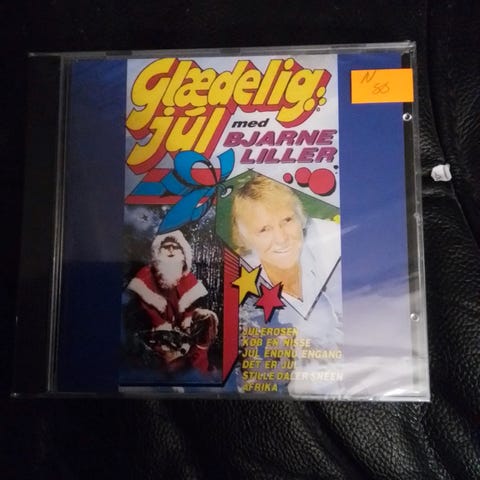 Glædelig
jul
med
BJARNE
LILLER
JULEROSEN
KØB EN NISSE
JUL ENDNU ENGANG
DET ER JUL
STILLE DALER SNEEN
AFRIKA